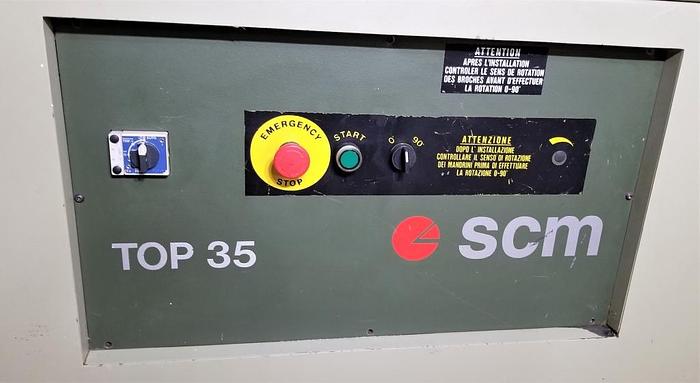 ATTENTION
APRES L'INSTALLATION
CONTROLER LE SENS DE ROTATION
DES BROCHES AVANT D'EFFECTUER
LA ROTATION 0-90°
EMERGENCY
STOP
START
0°
90°
ATTENZIONE
DOPO L'INSTALLAZIONE
CONTROLLARE IL SENSO DI ROTAZIONE
DEI MANDRINI PRIMA DI EFFETTUARE
LA ROTAZIONE 0-90°
TOP 35
scm